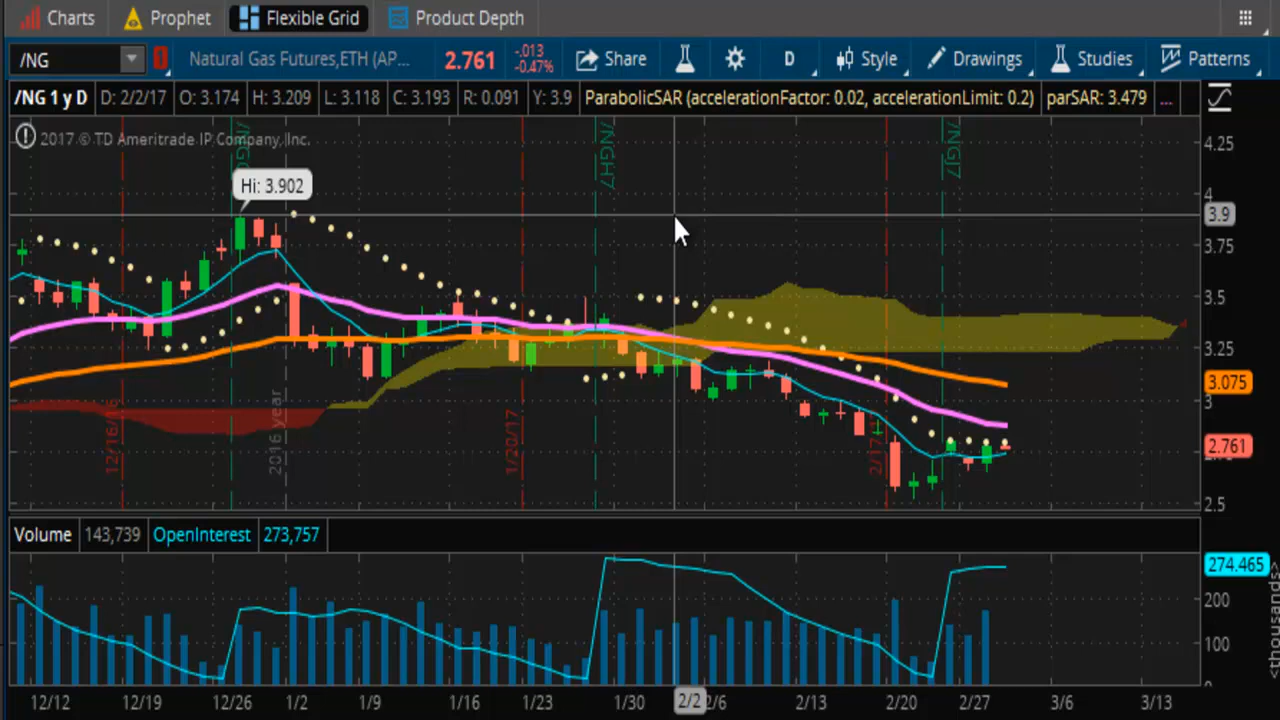 Charts Prophet Flexible Grid Product Depth
/NG Natural Gas Futures,ETH (AP... 2.761 -.013 -0.47% Share D Style Drawings Studies Patterns
/NG 1 y D D: 2/2/17 O: 3.174 H: 3.209 L: 3.118 C: 3.193 R: 0.091 Y: 3.9 ParabolicSAR (accelerationFactor: 0.02, accelerationLimit: 0.2) parSAR: 3.479 ...
2017 © TD Ameritrade IP Company, Inc.
/NGH7
/NGJ7
Hi: 3.902
2016 year
1/20/17
4.25
4
3.9
3.75
3.5
3.25
3.075
3
2.761
2.5
Volume 143,739 OpenInterest 273,757
274.465
200
100
0
<thousands>
12/12 12/19 12/26 1/2 1/9 1/16 1/23 1/30 2/2 2/6 2/13 2/20 2/27 3/6 3/13